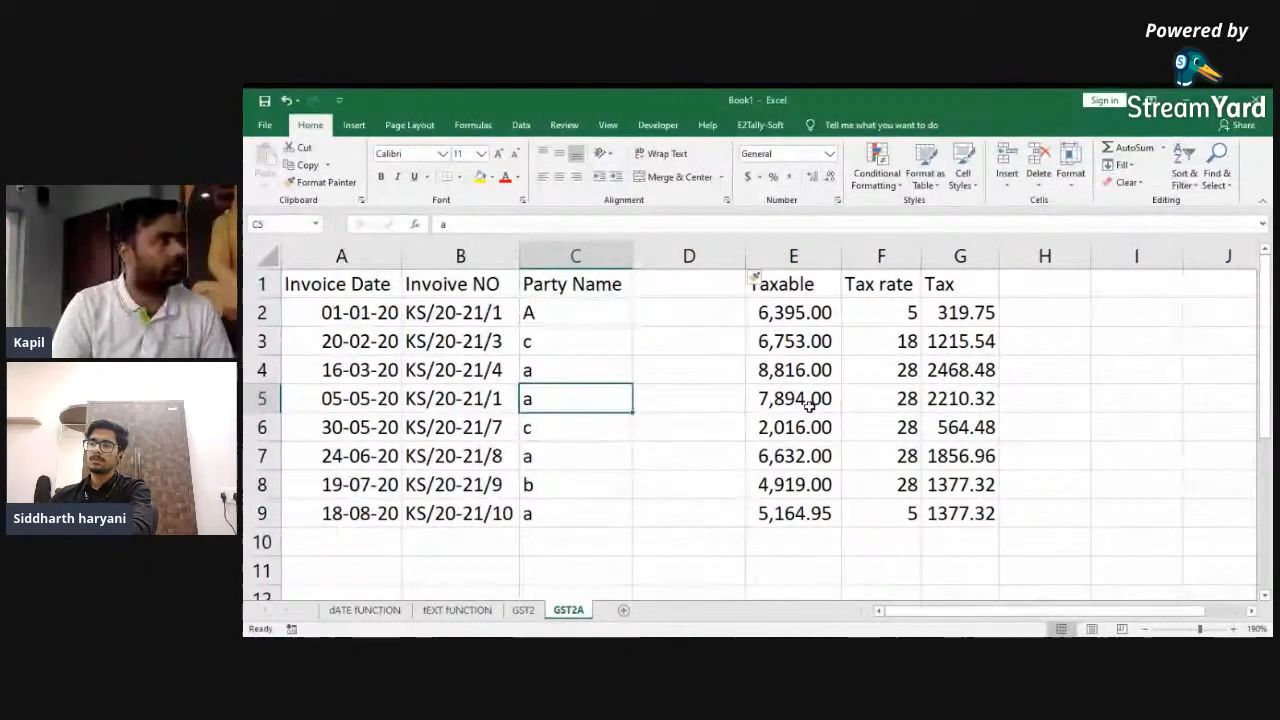 Powered by
StreamYard
Book1 - Excel
Sign in
File Home Insert Page Layout Formulas Data Review View Developer Help EZTally-Soft Tell me what you want to do Share
Cut
Copy
Format Painter
Paste
Clipboard
Calibri 11
B I U
Font
Wrap Text
Merge & Center
Alignment
General
$ % ,
Number
Conditional Formatting
Format as Table
Cell Styles
Styles
Insert Delete Format
Cells
AutoSum
Fill
Clear
Sort & Filter
Find & Select
Editing
C5 fx a
A B C D E F G H I J
1 Invoice Date Invoive NO Party Name Taxable Tax rate Tax
2 01-01-20 KS/20-21/1 A 6,395.00 5 319.75
3 20-02-20 KS/20-21/3 c 6,753.00 18 1215.54
4 16-03-20 KS/20-21/4 a 8,816.00 28 2468.48
5 05-05-20 KS/20-21/1 a 7,894.00 28 2210.32
6 30-05-20 KS/20-21/7 c 2,016.00 28 564.48
7 24-06-20 KS/20-21/8 a 6,632.00 28 1856.96
8 19-07-20 KS/20-21/9 b 4,919.00 28 1377.32
9 18-08-20 KS/20-21/10 a 5,164.95 5 1377.32
10
11
12
dATE FUNCTION tEXT FUNCTION GST2 GST2A
Ready
190%
Kapil
Siddharth haryani